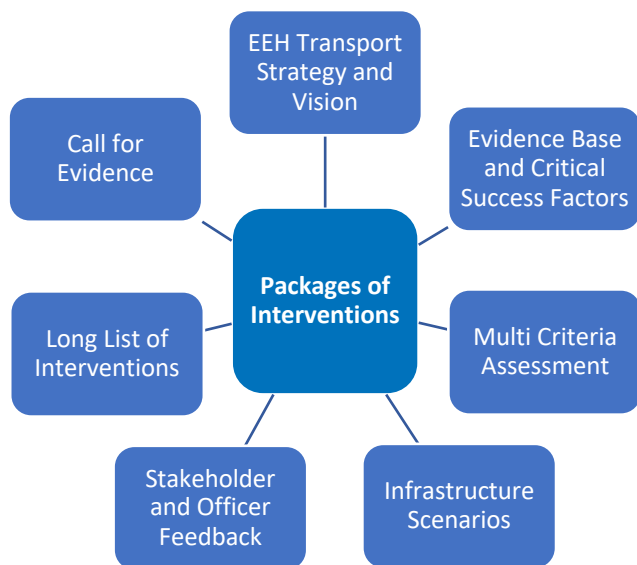 EEH Transport
Strategy and
Vision
Call for
Evidence
Evidence Base
and Critical
Success Factors
Packages of
Interventions
Long List of
Interventions
Multi Criteria
Assessment
Stakeholder
and Officer
Feedback
Infrastructure
Scenarios